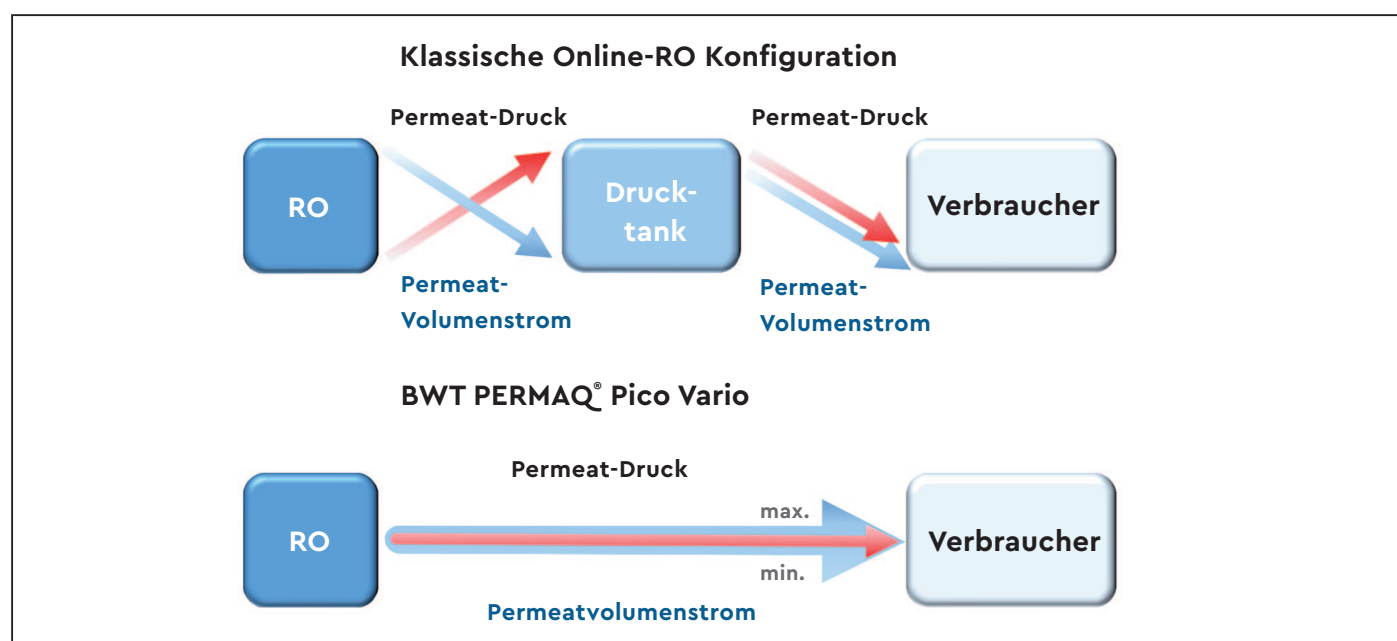 Klassische Online-RO Konfiguration
Permeat-Druck
Permeat-Druck
RO
Druck-
tank
Verbraucher
Permeat-
Volumenstrom
Permeat-
Volumenstrom
BWT PERMAQ® Pico Vario
Permeat-Druck
max.
RO
Verbraucher
min.
Permeatvolumenstrom